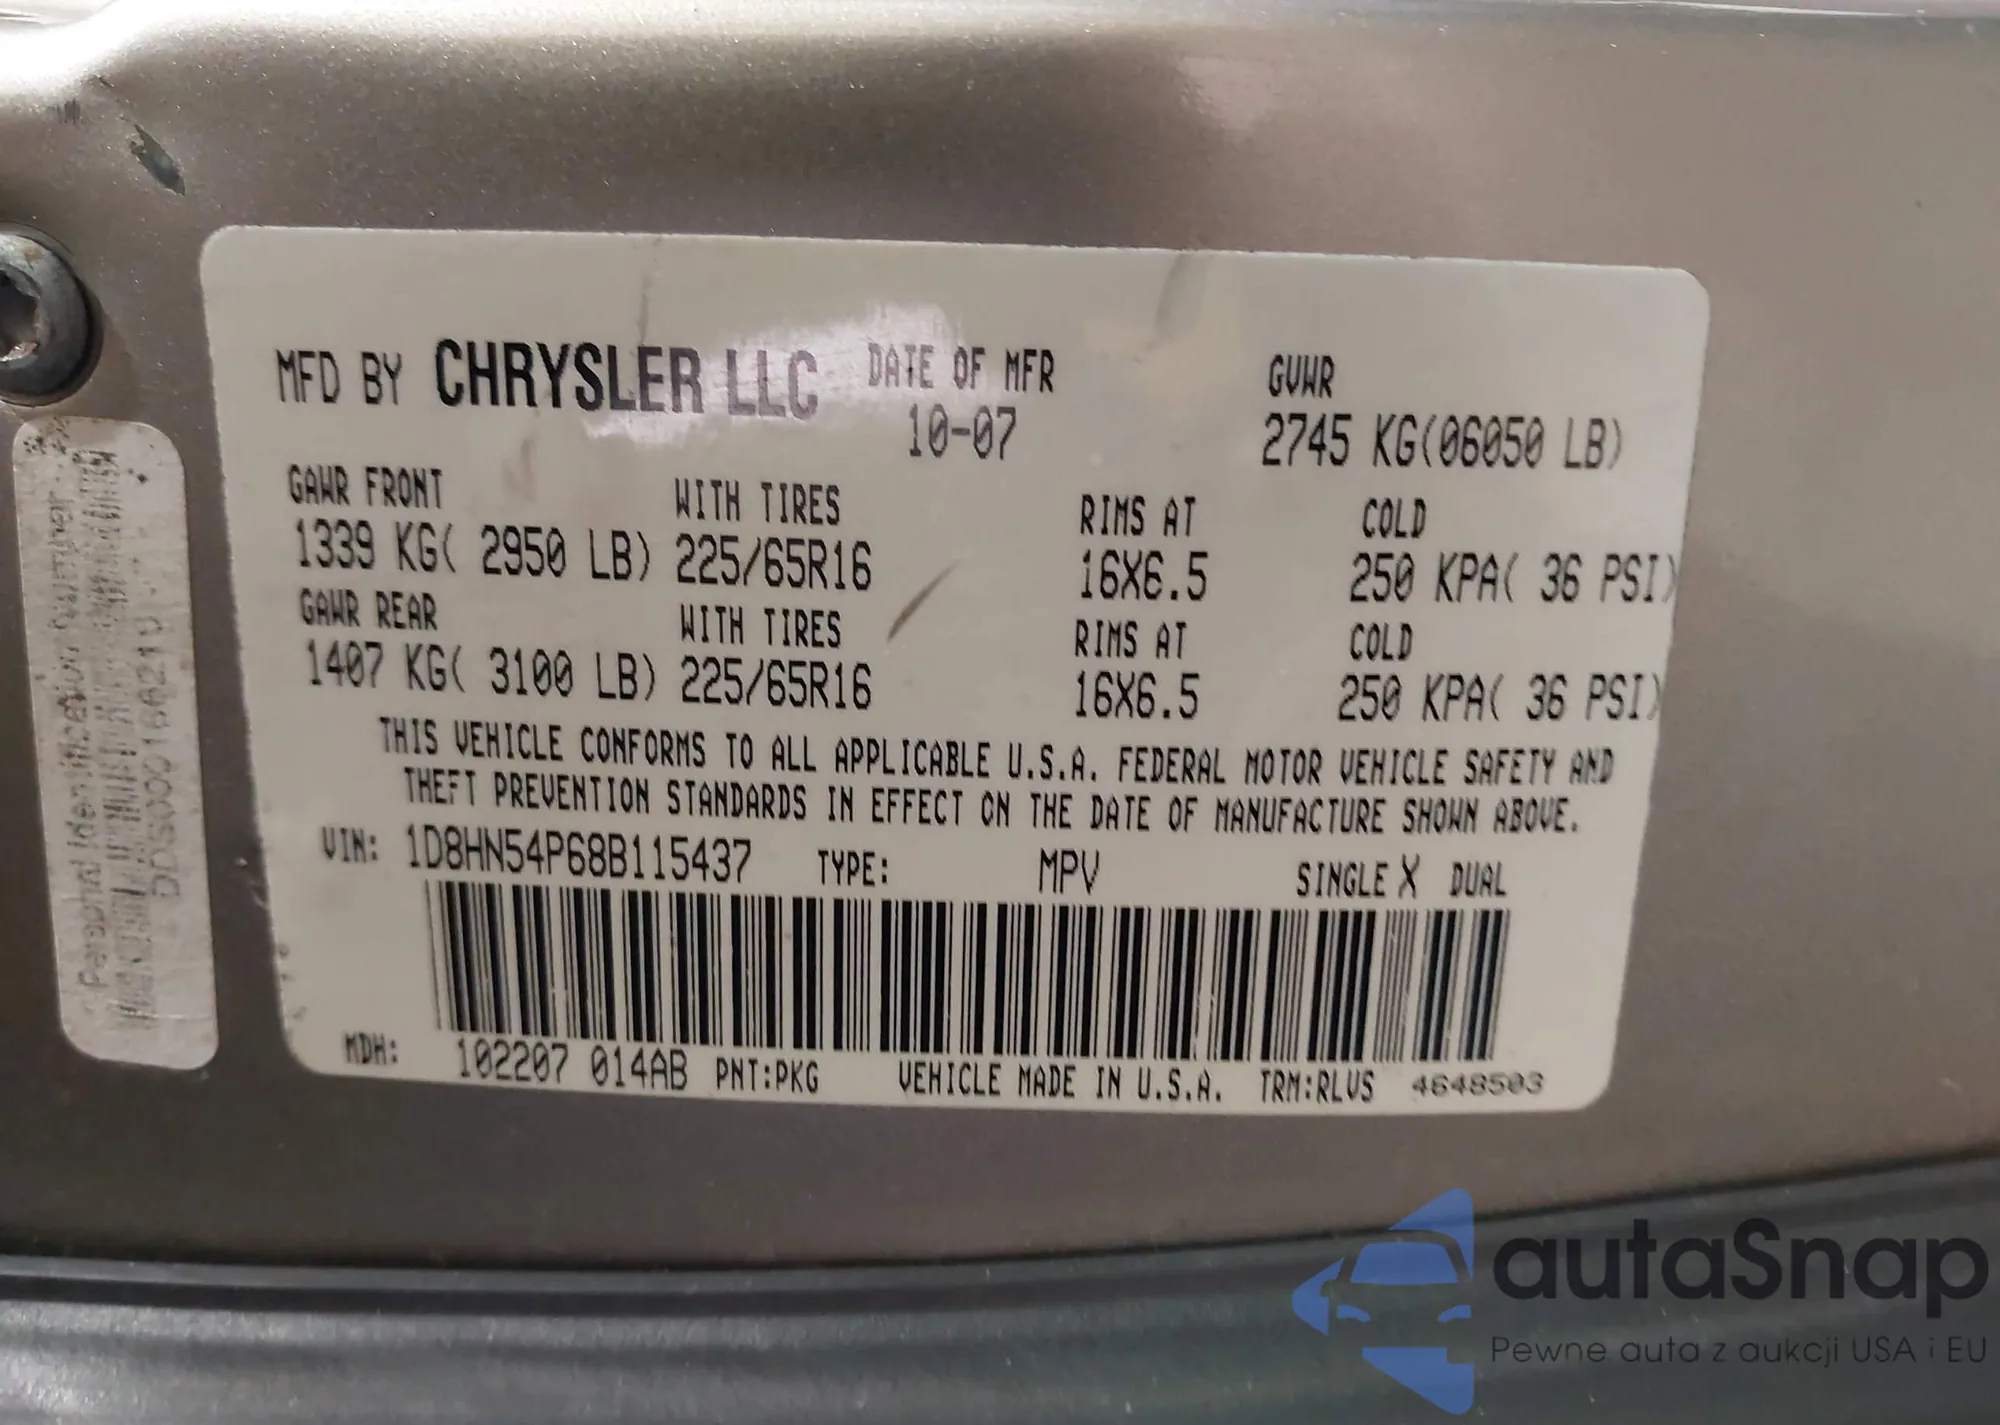 MFD BY CHRYSLER LLC DATE OF MFR GVWR
10-07 2745 KG(06050 LB)
GAWR FRONT WITH TIRES RIMS AT COLD
1339 KG( 2950 LB) 225/65R16 16X6.5 250 KPA( 36 PSI)
GAWR REAR WITH TIRES RIMS AT COLD
1407 KG( 3100 LB) 225/65R16 16X6.5 250 KPA( 36 PSI)
THIS VEHICLE CONFORMS TO ALL APPLICABLE U.S.A. FEDERAL MOTOR VEHICLE SAFETY AND
THEFT PREVENTION STANDARDS IN EFFECT ON THE DATE OF MANUFACTURE SHOWN ABOVE.
VIN: 1D8HN54P68B115437 TYPE: MPV SINGLE X DUAL
MDH: 102207 014AB PNT:PKG VEHICLE MADE IN U.S.A. TRM:RLVS 4648503
Personal Identification Number
autaSnap
Pewne auta z aukcji USA i EU